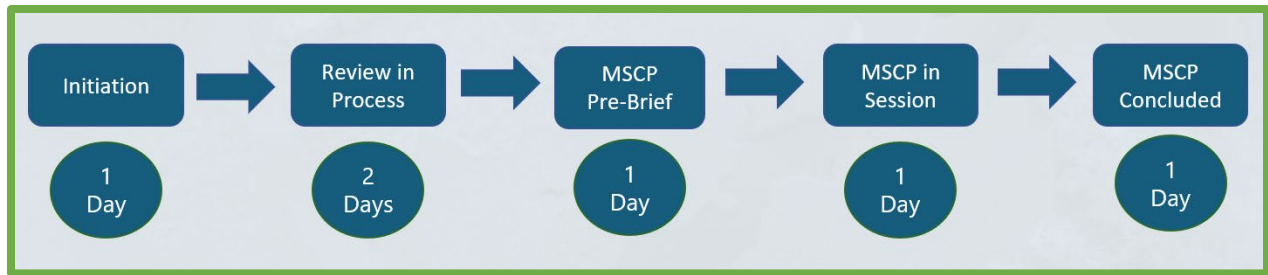 Initiation
Review in
Process
MSCP
Pre-Brief
MSCP in
Session
MSCP
Concluded
1
Day
2
Days
1
Day
1
Day
1
Day